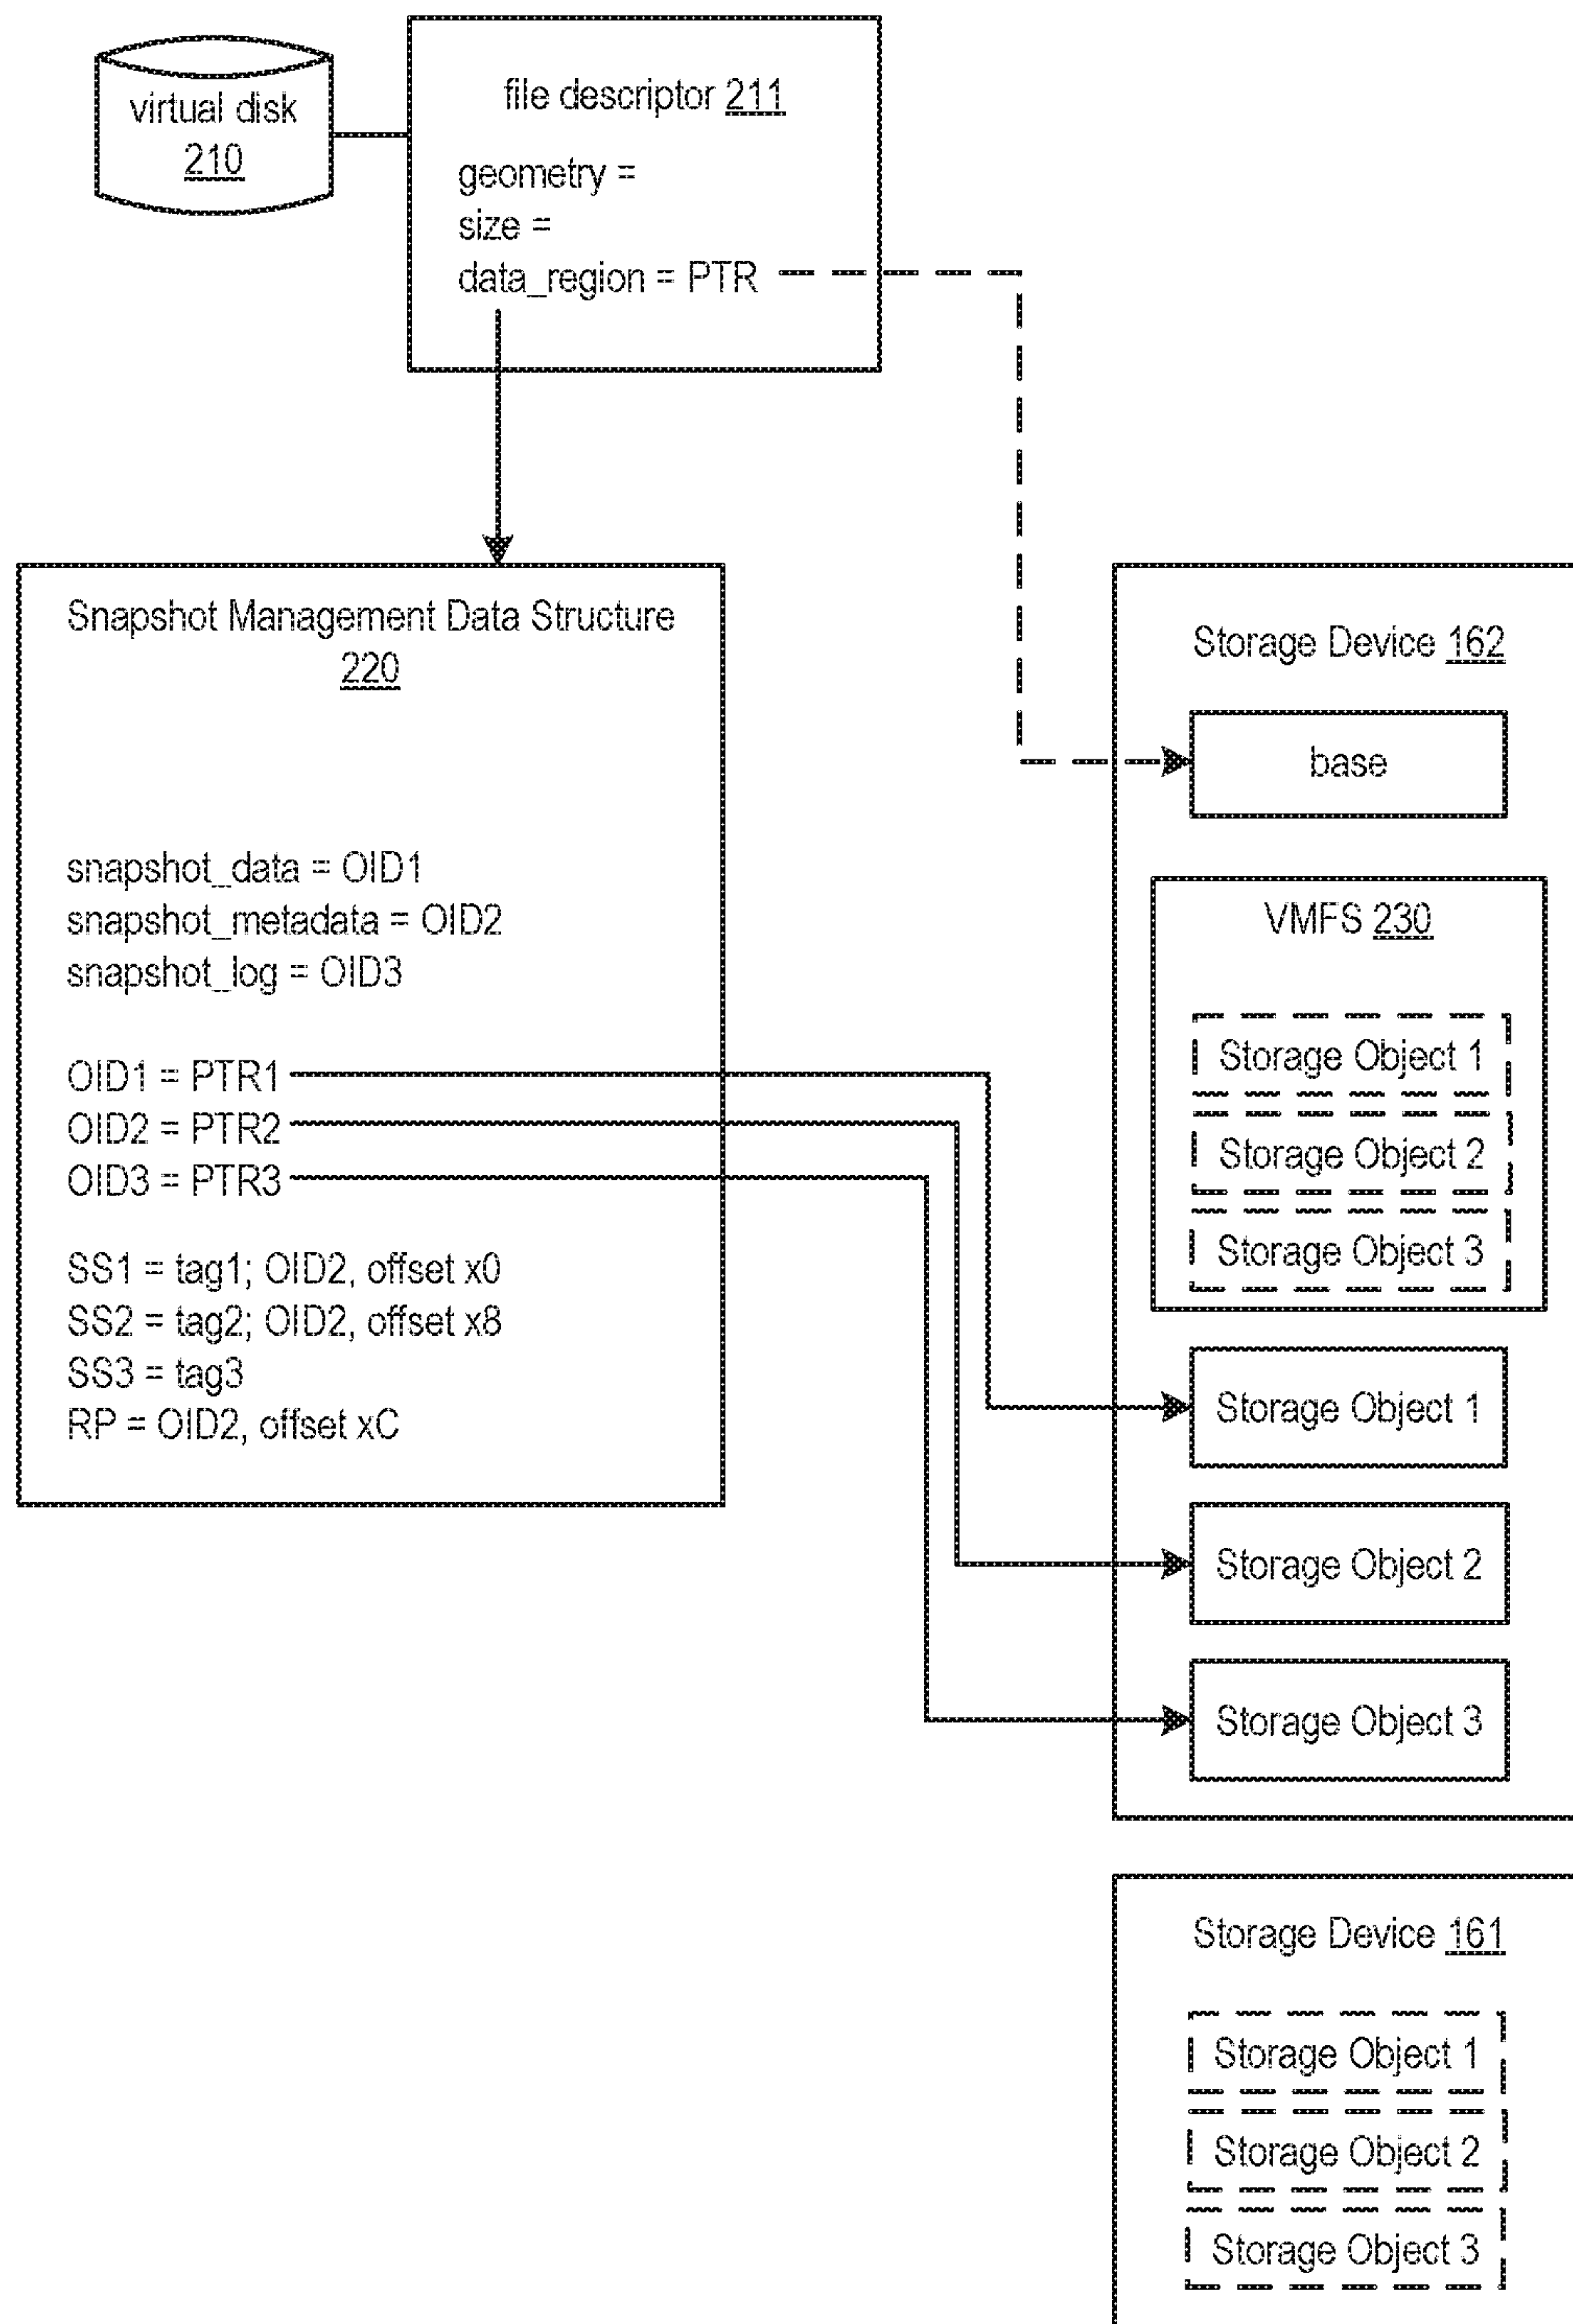 virtual disk
210
file descriptor 211
geometry =
size =
data_region = PTR
Snapshot Management Data Structure
220
snapshot_data = OID1
snapshot_metadata = OID2
snapshot_log = OID3
OID1 = PTR1
OID2 = PTR2
OID3 = PTR3
SS1 = tag1; OID2, offset x0
SS2 = tag2; OID2, offset x8
SS3 = tag3
RP = OID2, offset xC
Storage Device 162
base
VMFS 230
Storage Object 1
Storage Object 2
Storage Object 3
Storage Object 1
Storage Object 2
Storage Object 3
Storage Device 161
Storage Object 1
Storage Object 2
Storage Object 3